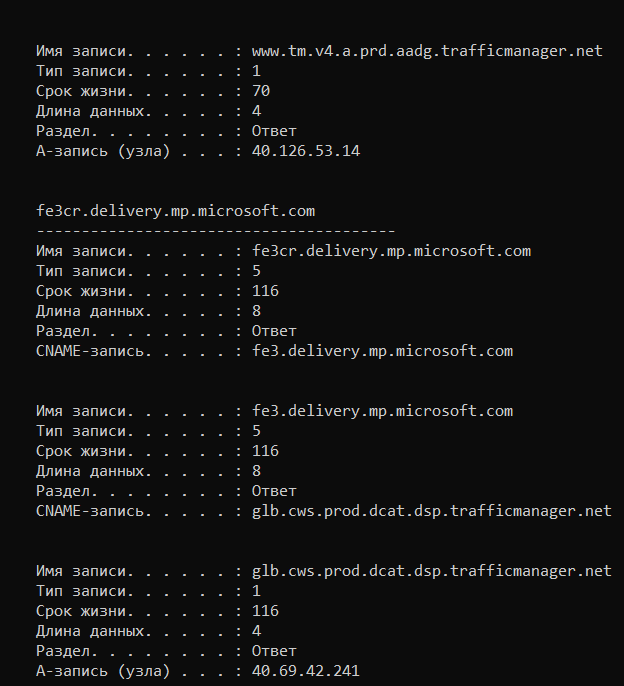 Имя записи. . . . . . : www.tm.v4.a.prd.aadg.trafficmanager.net
Тип записи. . . . . . : 1
Срок жизни. . . . . . : 70
Длина данных. . . . . : 4
Раздел. . . . . . . . : Ответ
А-запись (узла) . . . : 40.126.53.14
fe3cr.delivery.mp.microsoft.com
----------------------------------------
Имя записи. . . . . . : fe3cr.delivery.mp.microsoft.com
Тип записи. . . . . . : 5
Срок жизни. . . . . . : 116
Длина данных. . . . . : 8
Раздел. . . . . . . . : Ответ
CNAME-запись. . . . . : fe3.delivery.mp.microsoft.com
Имя записи. . . . . . : fe3.delivery.mp.microsoft.com
Тип записи. . . . . . : 5
Срок жизни. . . . . . : 116
Длина данных. . . . . : 8
Раздел. . . . . . . . : Ответ
CNAME-запись. . . . . : glb.cws.prod.dcat.dsp.trafficmanager.net
Имя записи. . . . . . : glb.cws.prod.dcat.dsp.trafficmanager.net
Тип записи. . . . . . : 1
Срок жизни. . . . . . : 116
Длина данных. . . . . : 4
Раздел. . . . . . . . : Ответ
А-запись (узла) . . . : 40.69.42.241